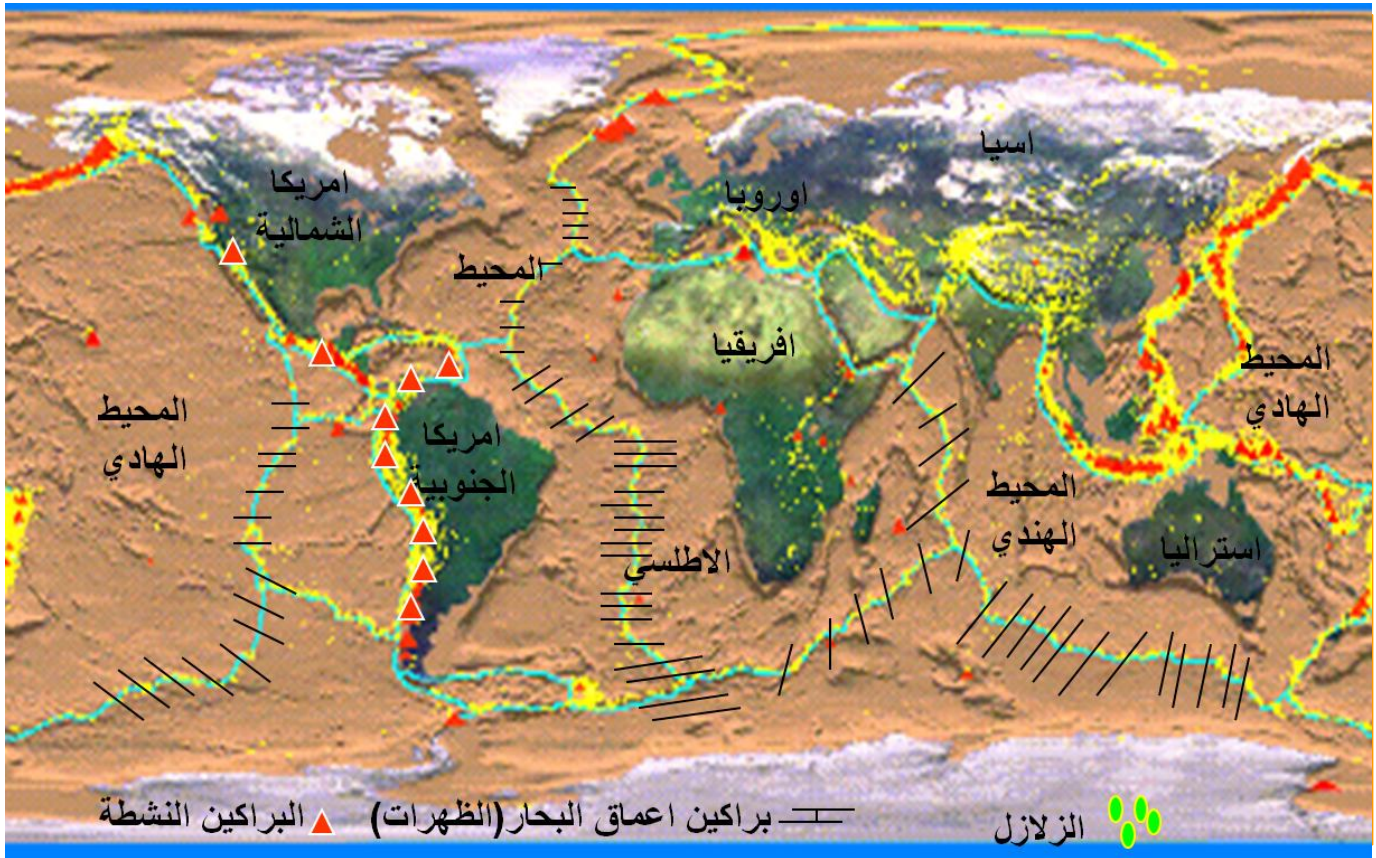 اسيا
امريكا
الشمالية
اوروبا
المحيط
افريقيا
المحيط
الهادي
المحيط
الهادي
امريكا
الجنوبية
المحيط
الهندي
الاطلسي
استراليا
الزلازل
براكين اعماق البحار(الظهرات)
البراكين النشطة